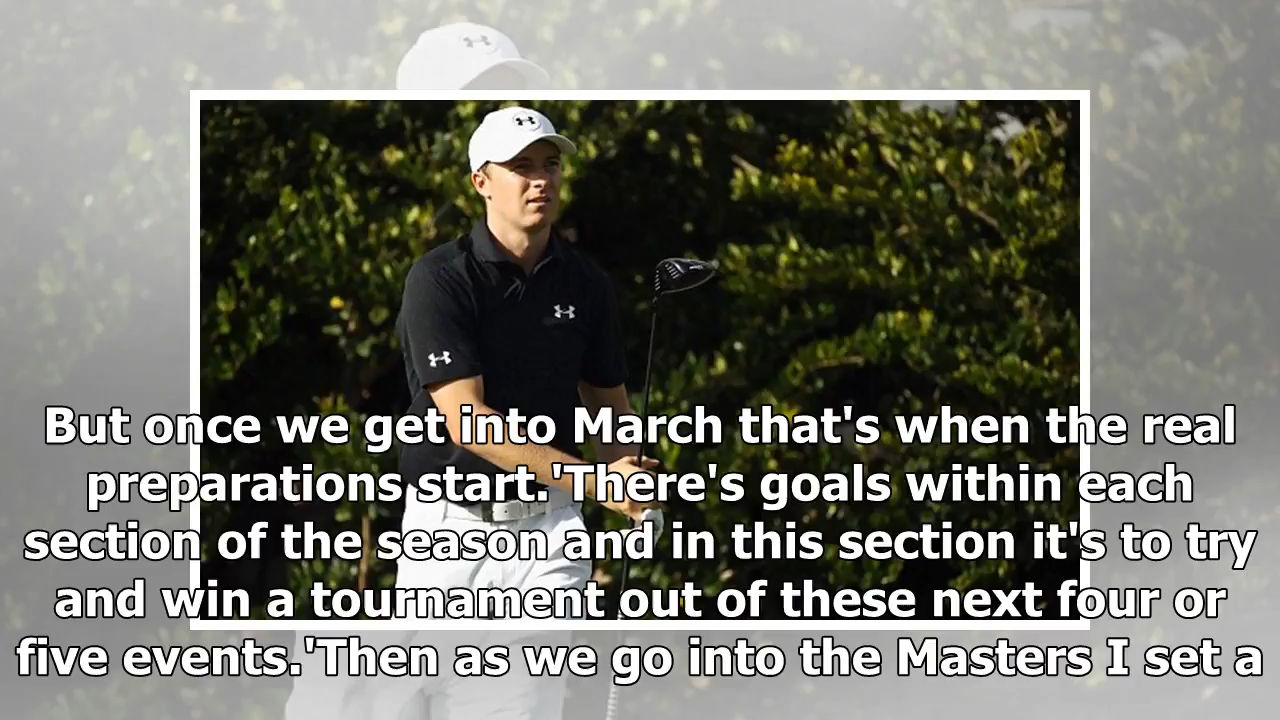 But once we get into March that's when the real
preparations start.'There's goals within each
section of the season and in this section it's to try
and win a tournament out of these next four or
five events.'Then as we go into the Masters I set a